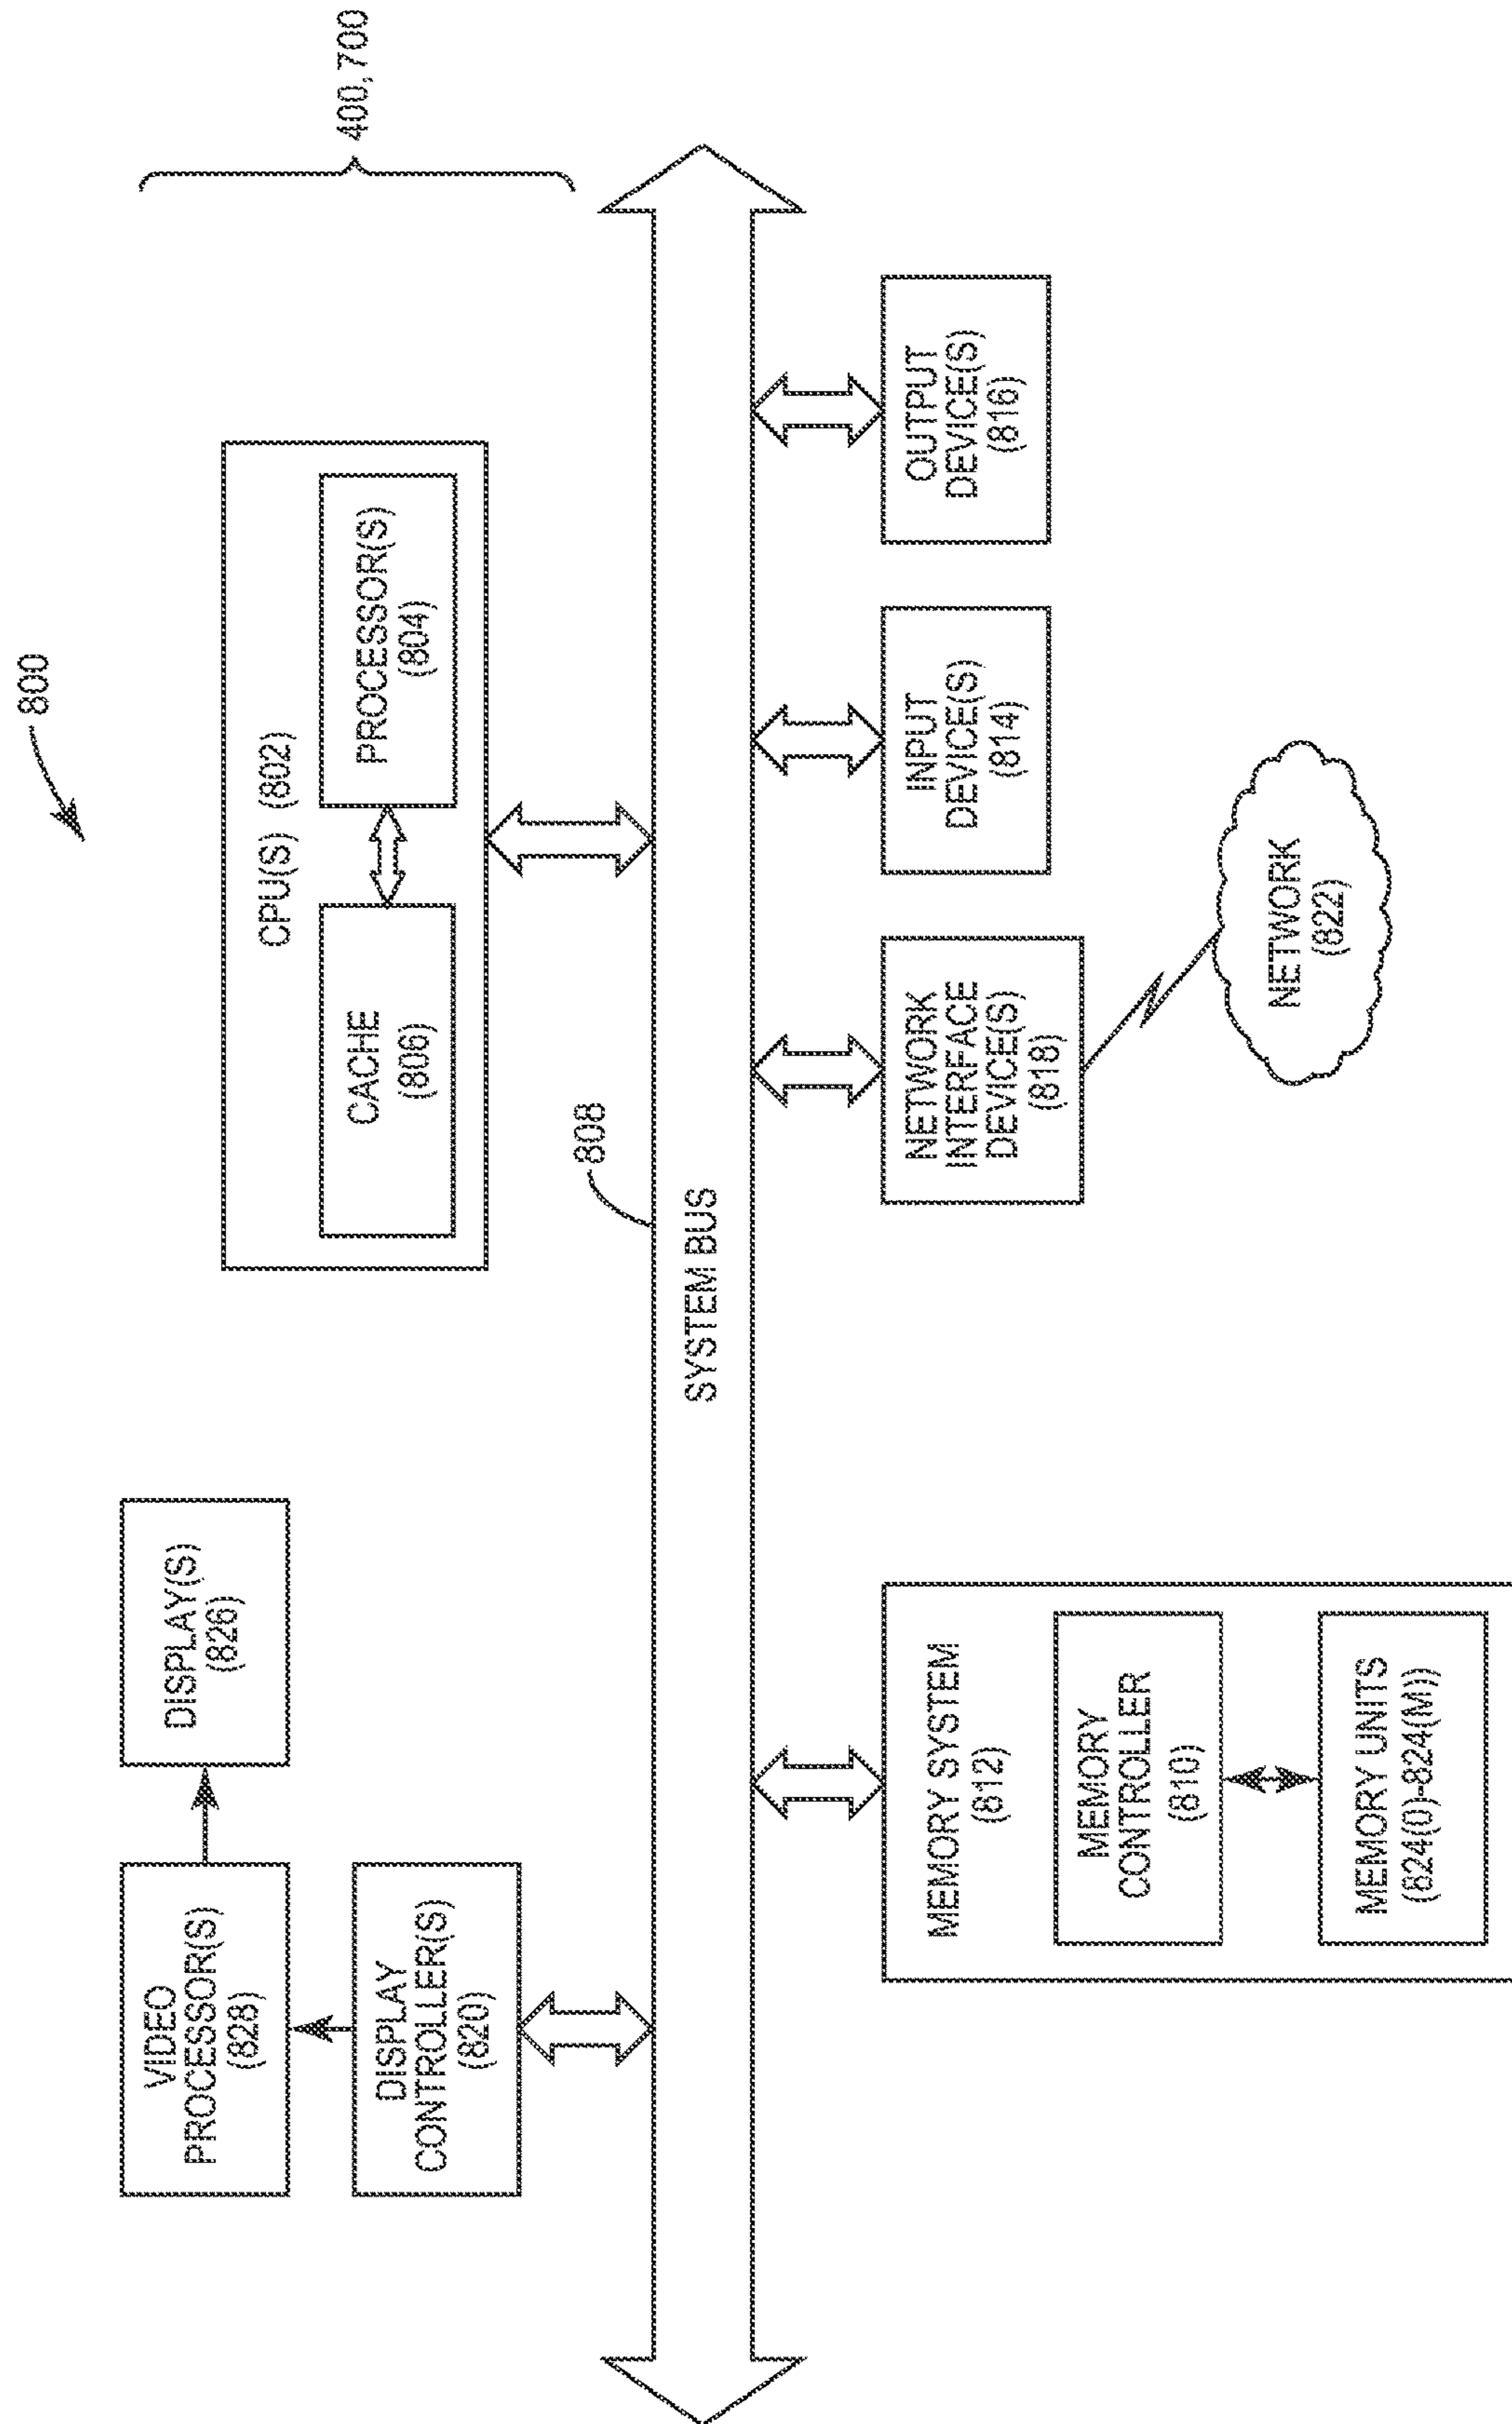 800
400, 700
VIDEO
PROCESSOR(S)
(828)
DISPLAY(S)
(826)
CPU(S) (802)
CACHE
(806)
PROCESSOR(S)
(804)
DISPLAY
CONTROLLER(S)
(820)
808
SYSTEM BUS
MEMORY SYSTEM
(812)
MEMORY
CONTROLLER
(810)
MEMORY UNITS
(824(0)-824(M))
NETWORK
INTERFACE
DEVICE(S)
(818)
INPUT
DEVICE(S)
(814)
OUTPUT
DEVICE(S)
(816)
NETWORK
(822)